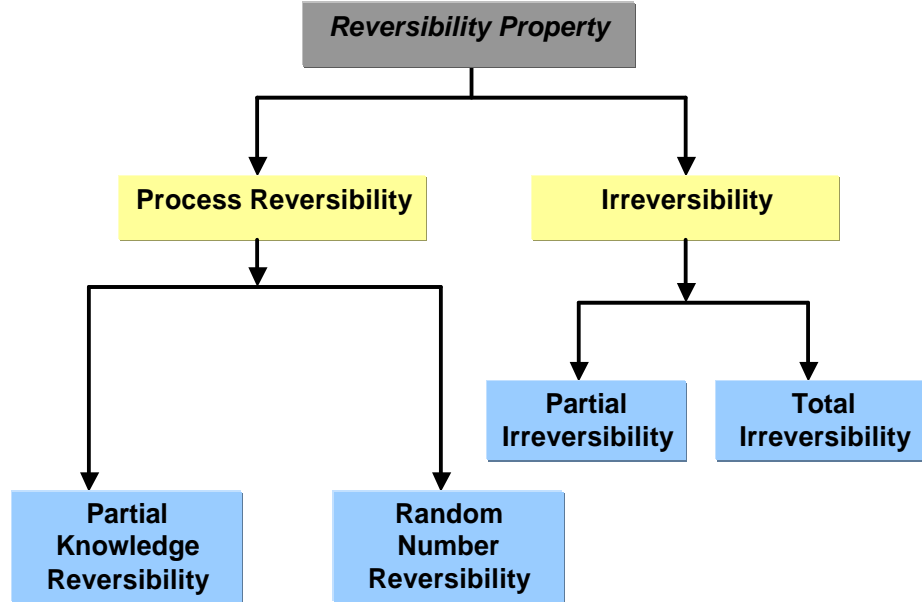 Reversibility Property
Process Reversibility
Irreversibility
Partial
Irreversibility
Total
Irreversibility
Partial
Knowledge
Reversibility
Random
Number
Reversibility